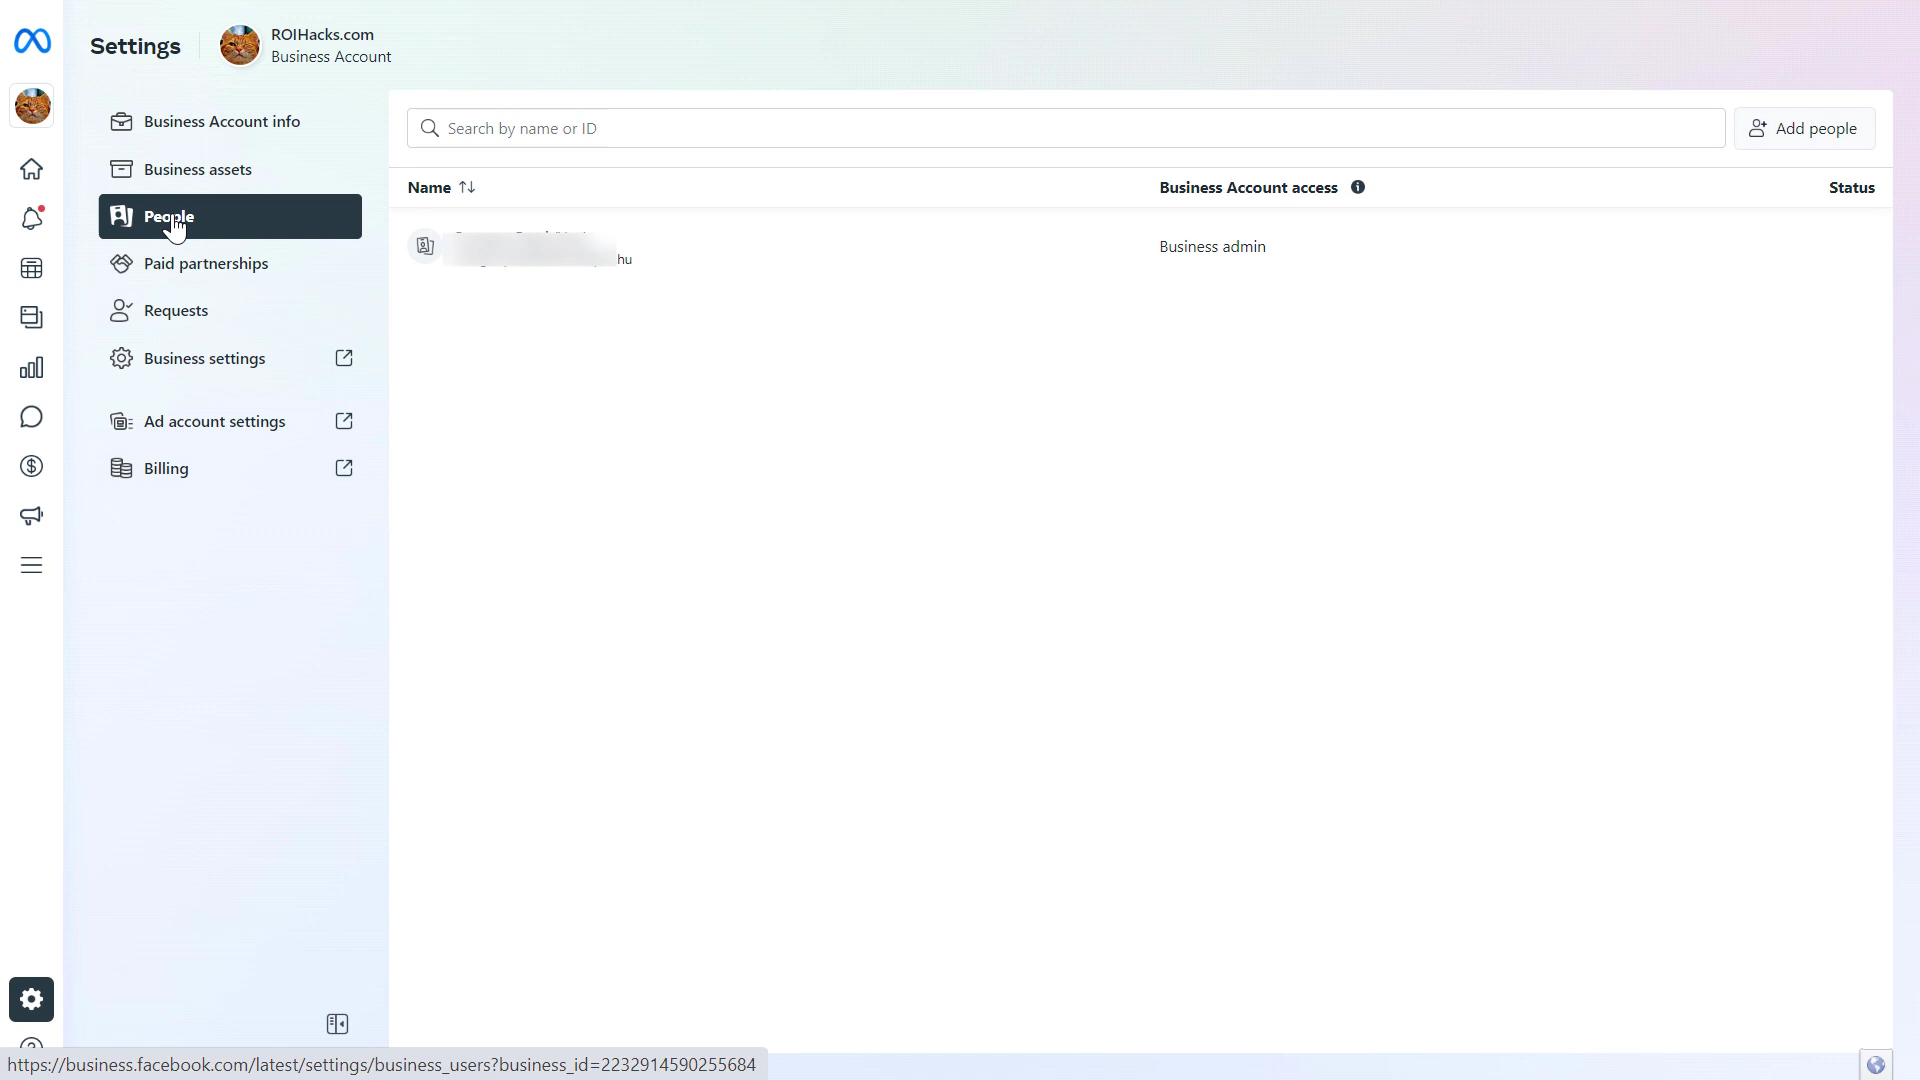 Settings
ROIHacks.com
Business Account
Business Account info
Business assets
People
Paid partnerships
Requests
Business settings
Ad account settings
Billing
Search by name or ID
Add people
Name
Business Account access
Status
hu
Business admin
https://business.facebook.com/latest/settings/business_users?business_id=2232914590255684